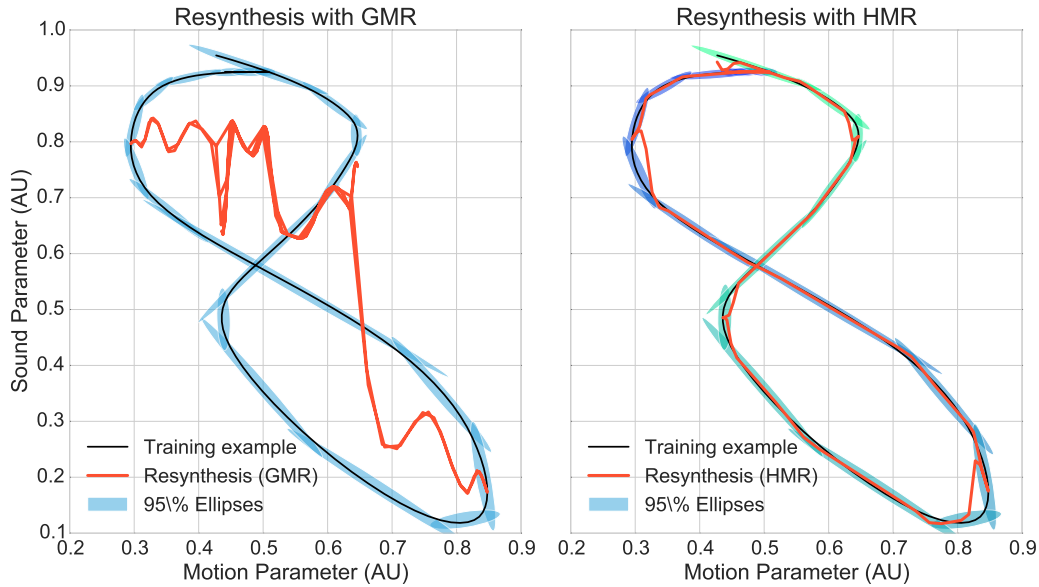 Resynthesis with GMR
Resynthesis with HMR
Sound Parameter (AU)
1.0
0.9
0.8
0.7
0.6
0.5
0.4
0.3
0.2
0.1
Training example
Resynthesis (GMR)
95\% Ellipses
0.2 0.3 0.4 0.5 0.6 0.7 0.8 0.9
Motion Parameter (AU)
Training example
Resynthesis (HMR)
95\% Ellipses
0.2 0.3 0.4 0.5 0.6 0.7 0.8 0.9
Motion Parameter (AU)